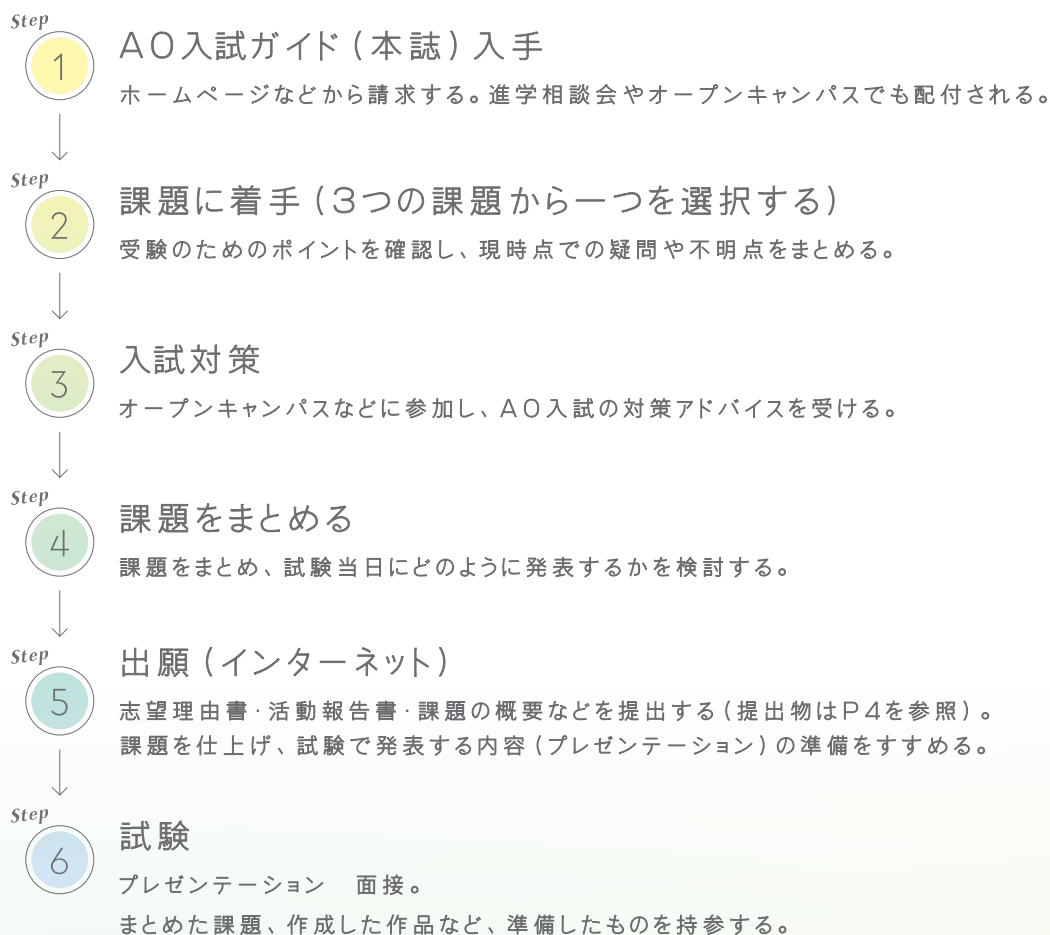 Step
1
AO入試ガイド（本誌）入手
ホームページなどから請求する。進学相談会やオープンキャンパスでも配付される。
Step
2
課題に着手（3つの課題から一つを選択する）
受験のためのポイントを確認し、現時点での疑問や不明点をまとめる。
Step
3
入試対策
オープンキャンパスなどに参加し、AO入試の対策アドバイスを受ける。
Step
4
課題をまとめる
課題をまとめ、試験当日にどのように発表するかを検討する。
Step
5
出願（インターネット）
志望理由書・活動報告書・課題の概要などを提出する（提出物はP4を参照）。
課題を仕上げ、試験で発表する内容（プレゼンテーション）の準備をすすめる。
Step
6
試験
プレゼンテーション　面接。
まとめた課題、作成した作品など、準備したものを持参する。